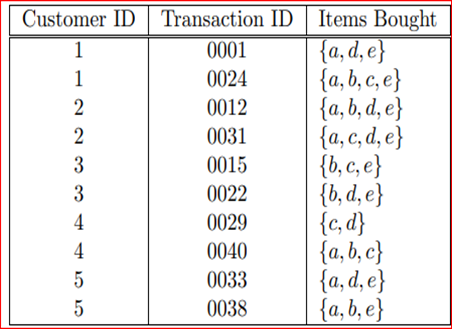 Customer ID Transaction ID Items Bought
1 0001 {a, d, e}
1 0024 {a, b, c, e}
2 0012 {a, b, d, e}
2 0031 {a, c, d, e}
3 0015 {b, c, e}
3 0022 {b, d, e}
4 0029 {c, d}
4 0040 {a, b, c}
5 0033 {a, d, e}
5 0038 {a, b, e}